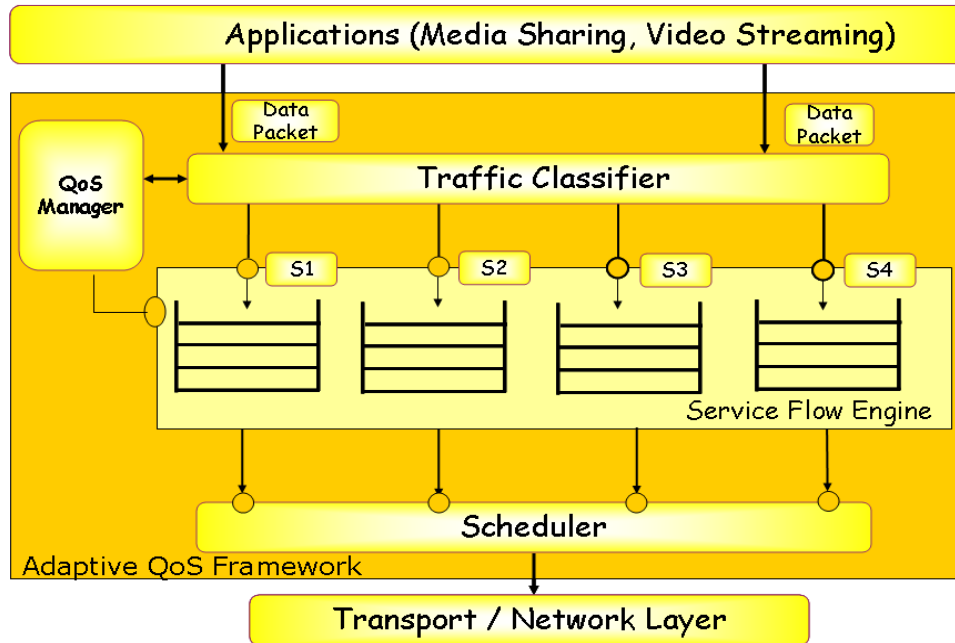 Applications (Media Sharing, Video Streaming)
Data
Packet
Data
Packet
QoS
Manager
Traffic Classifier
S1
S2
S3
S4
Service Flow Engine
Scheduler
Adaptive QoS Framework
Transport / Network Layer